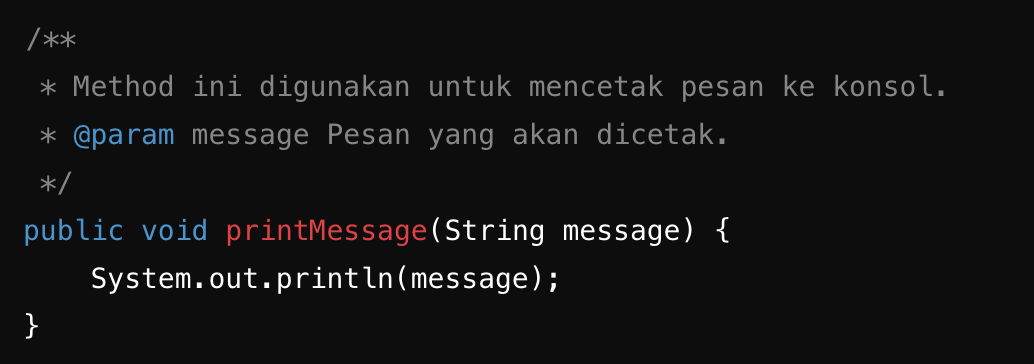 /**
 * Method ini digunakan untuk mencetak pesan ke konsol.
 * @param message Pesan yang akan dicetak.
 */
public void printMessage(String message) {
    System.out.println(message);
}